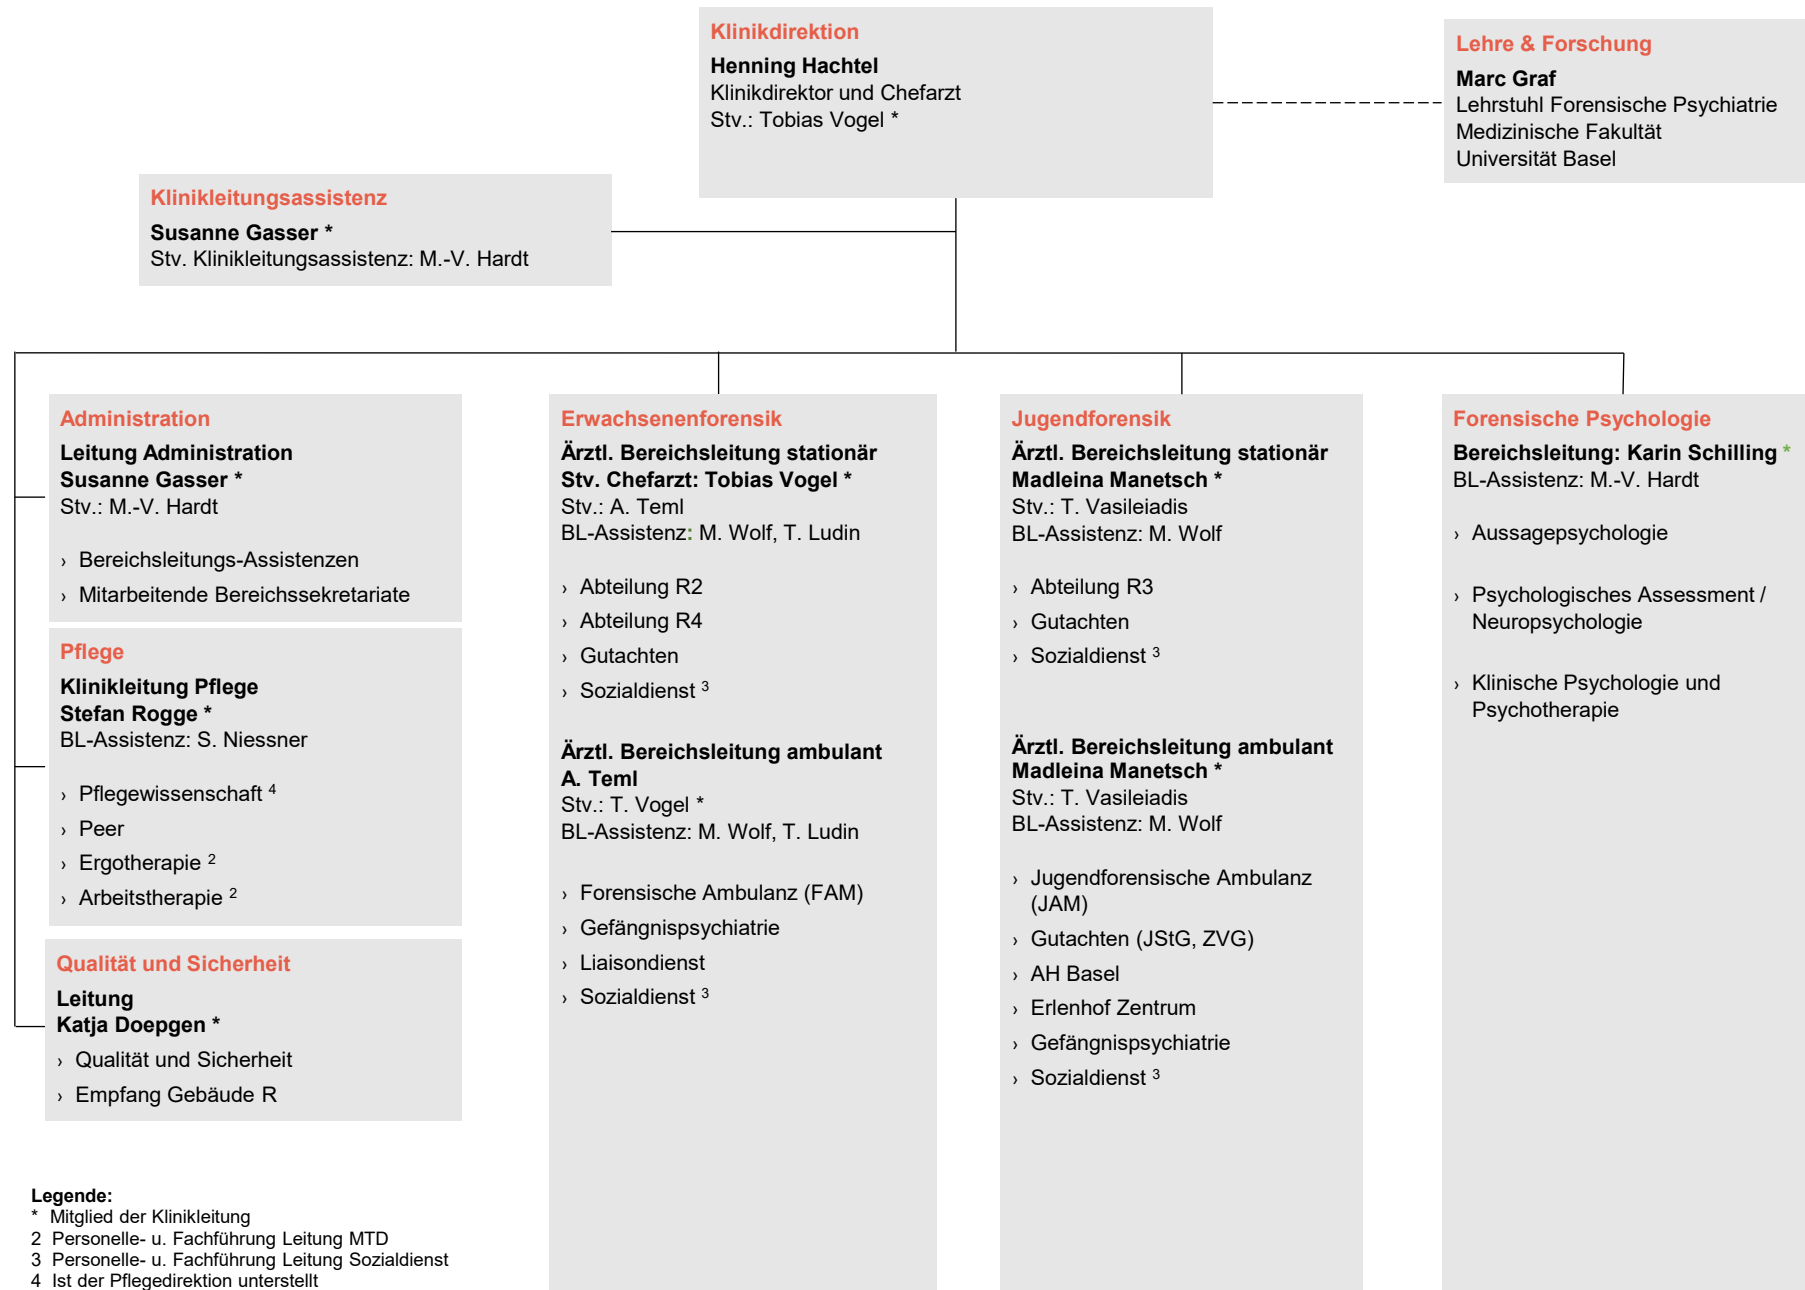 Klinikdirektion
Henning Hachtel
Klinikdirektor und Chefarzt
Stv.: Tobias Vogel *
Lehre & Forschung
Marc Graf
Lehrstuhl Forensische Psychiatrie
Medizinische Fakultät
Universität Basel
Klinikleitungsassistenz
Susanne Gasser *
Stv. Klinikleitungsassistenz: M.-V. Hardt
Administration
Leitung Administration
Susanne Gasser *
Stv.: M.-V. Hardt
› Bereichsleitungs-Assistenzen
› Mitarbeitende Bereichssekretariate
Pflege
Klinikleitung Pflege
Stefan Rogge *
BL-Assistenz: S. Niessner
› Pflegewissenschaft 4
› Peer
› Ergotherapie 2
› Arbeitstherapie 2
Qualität und Sicherheit
Leitung
Katja Doepgen *
› Qualität und Sicherheit
› Empfang Gebäude R
Erwachsenenforensik
Ärztl. Bereichsleitung stationär
Stv. Chefarzt: Tobias Vogel *
Stv.: A. Teml
BL-Assistenz: M. Wolf, T. Ludin
› Abteilung R2
› Abteilung R4
› Gutachten
› Sozialdienst 3
Ärztl. Bereichsleitung ambulant
A. Teml
Stv.: T. Vogel *
BL-Assistenz: M. Wolf, T. Ludin
› Forensische Ambulanz (FAM)
› Gefängnispsychiatrie
› Liaisondienst
› Sozialdienst 3
Jugendforensik
Ärztl. Bereichsleitung stationär
Madleina Manetsch *
Stv.: T. Vasileiadis
BL-Assistenz: M. Wolf
› Abteilung R3
› Gutachten
› Sozialdienst 3
Ärztl. Bereichsleitung ambulant
Madleina Manetsch *
Stv.: T. Vasileiadis
BL-Assistenz: M. Wolf
› Jugendforensische Ambulanz
(JAM)
› Gutachten (JStG, ZVG)
› AH Basel
› Erlenhof Zentrum
› Gefängnispsychiatrie
› Sozialdienst 3
Forensische Psychologie
Bereichsleitung: Karin Schilling *
BL-Assistenz: M.-V. Hardt
› Aussagepsychologie
› Psychologisches Assessment /
Neuropsychologie
› Klinische Psychologie und
Psychotherapie
Legende:
* Mitglied der Klinikleitung
2 Personelle- u. Fachführung Leitung MTD
3 Personelle- u. Fachführung Leitung Sozialdienst
4 Ist der Pflegedirektion unterstellt